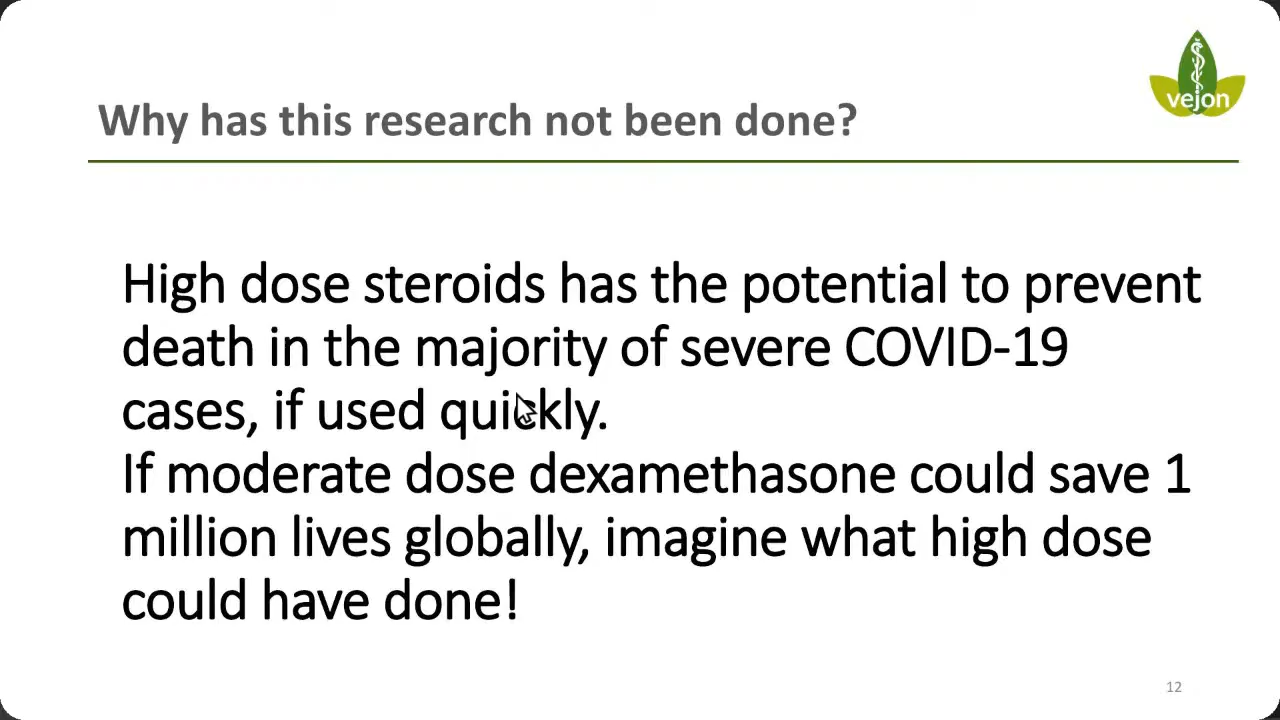 vejon
Why has this research not been done?
High dose steroids has the potential to prevent
death in the majority of severe COVID-19
cases, if used quickly.
If moderate dose dexamethasone could save 1
million lives globally, imagine what high dose
could have done!
12